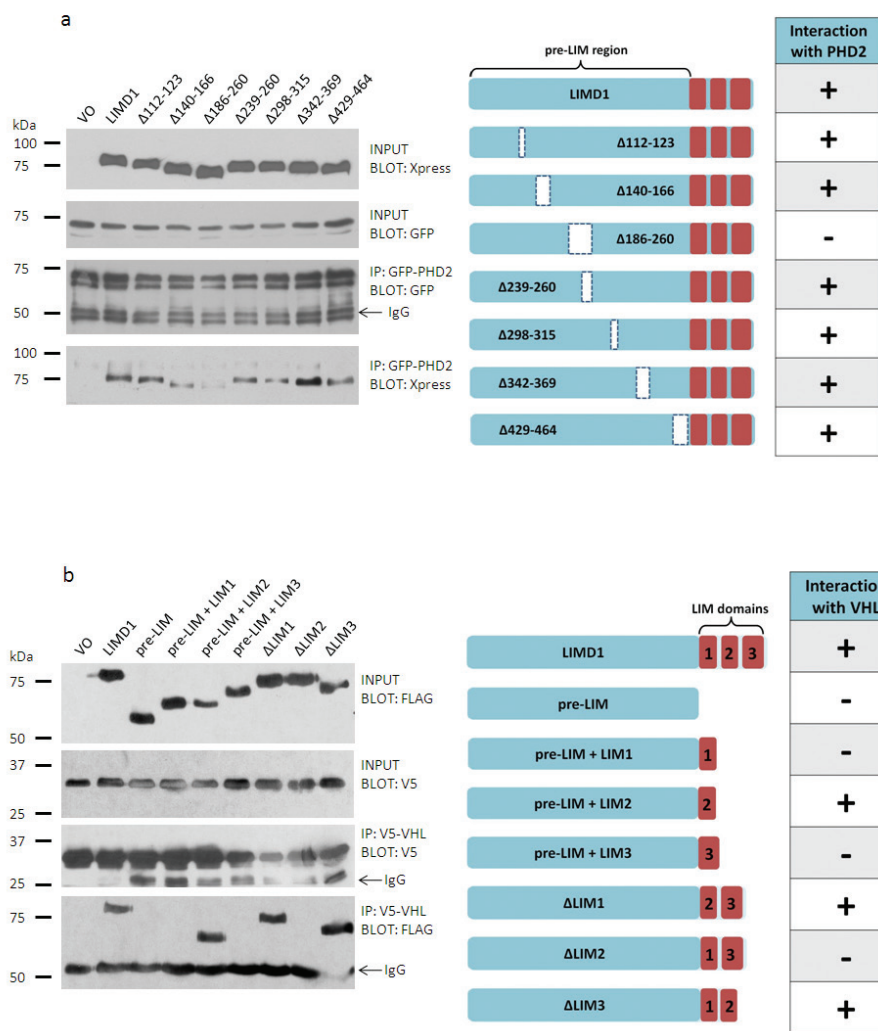 a
VO LIMD1 Δ112-123 Δ140-166 Δ186-260 Δ239-260 Δ298-315 Δ342-369 Δ429-464
kDa
100
75
INPUT
BLOT: Xpress
75
INPUT
BLOT: GFP
75
50
IP: GFP-PHD2
BLOT: GFP
IgG
100
75
IP: GFP-PHD2
BLOT: Xpress
pre-LIM region
LIMD1
Δ112-123
Δ140-166
Δ186-260
Δ239-260
Δ298-315
Δ342-369
Δ429-464
Interaction
with PHD2
+
+
+
-
+
+
+
+
b
VO LIMD1 pre-LIM pre-LIM + LIM1 pre-LIM + LIM2 pre-LIM + LIM3 ΔLIM1 ΔLIM2 ΔLIM3
kDa
75
50
INPUT
BLOT: FLAG
37
25
INPUT
BLOT: V5
37
25
IP: V5-VHL
BLOT: V5
IgG
75
50
IP: V5-VHL
BLOT: FLAG
IgG
LIM domains
LIMD1 1 2 3
pre-LIM
pre-LIM + LIM1 1
pre-LIM + LIM2 2
pre-LIM + LIM3 3
ΔLIM1 2 3
ΔLIM2 1 3
ΔLIM3 1 2
Interaction
with VHL
+
-
-
+
-
+
-
+